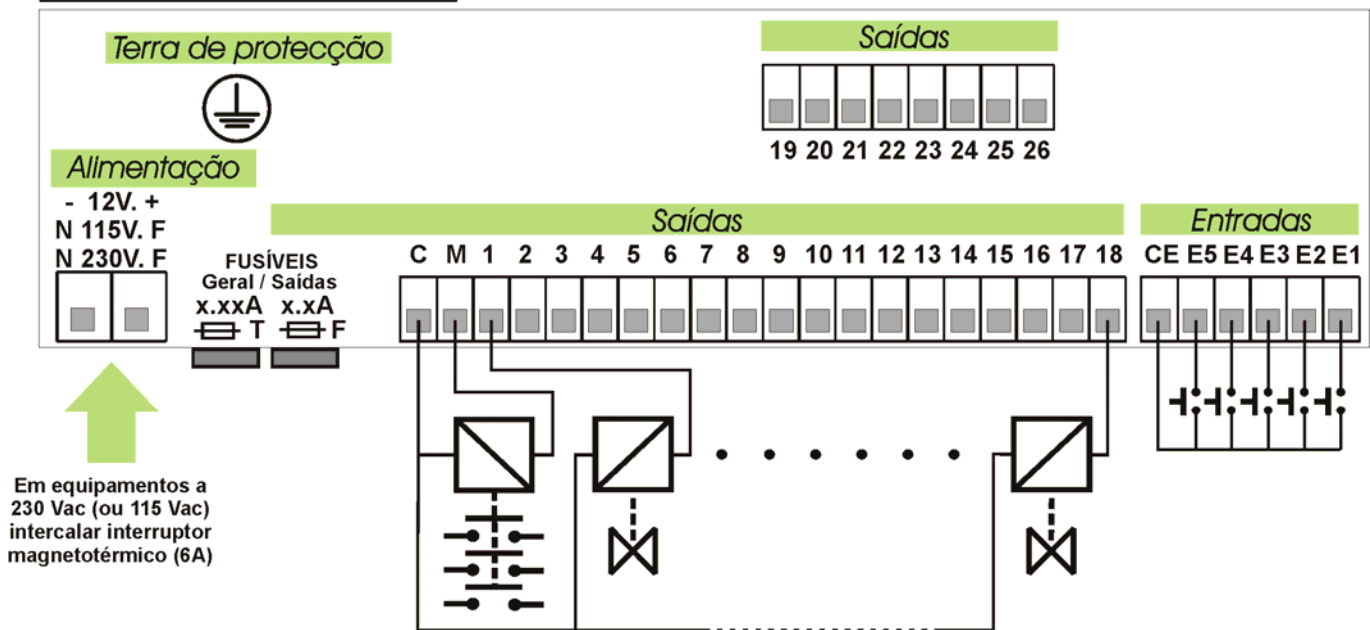 Terra de protecção
Saídas
19 20 21 22 23 24 25 26
Alimentação
- 12V. +
N 115V. F
N 230V. F
FUSÍVEIS
Geral / Saídas
x.xxA x.xA
T F
Saídas
C M 1 2 3 4 5 6 7 8 9 10 11 12 13 14 15 16 17 18
Entradas
CE E5 E4 E3 E2 E1
Em equipamentos a
230 Vac (ou 115 Vac)
intercalar interruptor
magnetotérmico (6A)